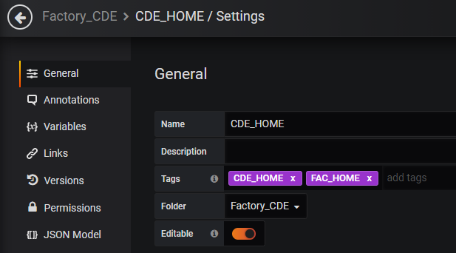 Factory_CDE > CDE_HOME / Settings
General
Annotations
Variables
Links
Versions
Permissions
JSON Model
General
Name CDE_HOME
Description
Tags CDE_HOME x FAC_HOME x add tags
Folder Factory_CDE
Editable